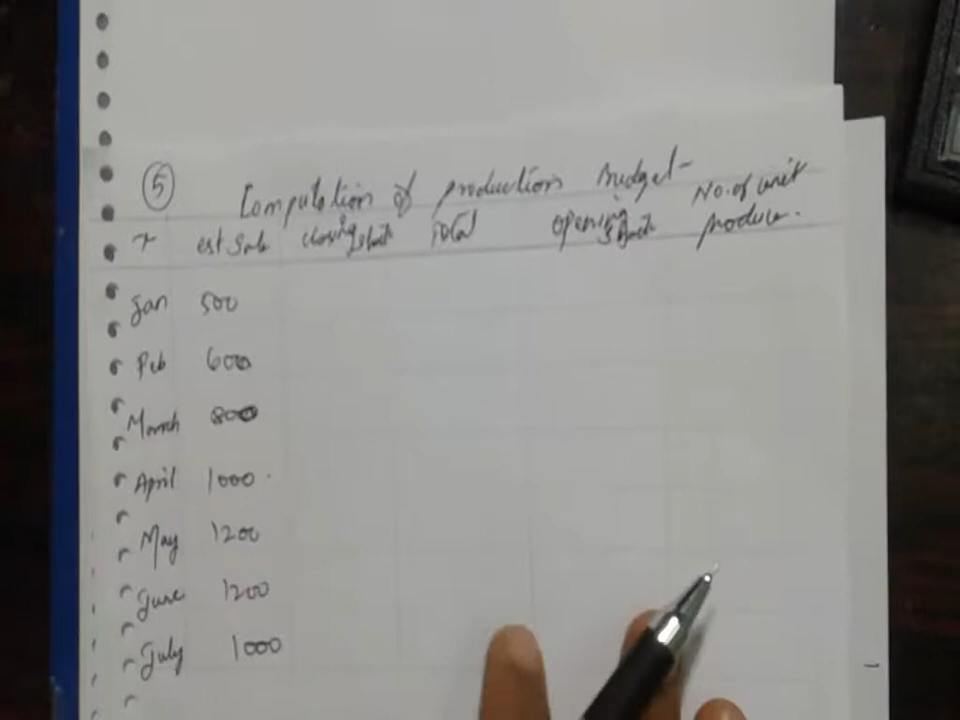 5 Computation of production budget
est Sale closing stock Total opening stock No. of unit produce.
Jan 500
Feb 600
March 800
April 1000
May 1200
June 1200
July 1000